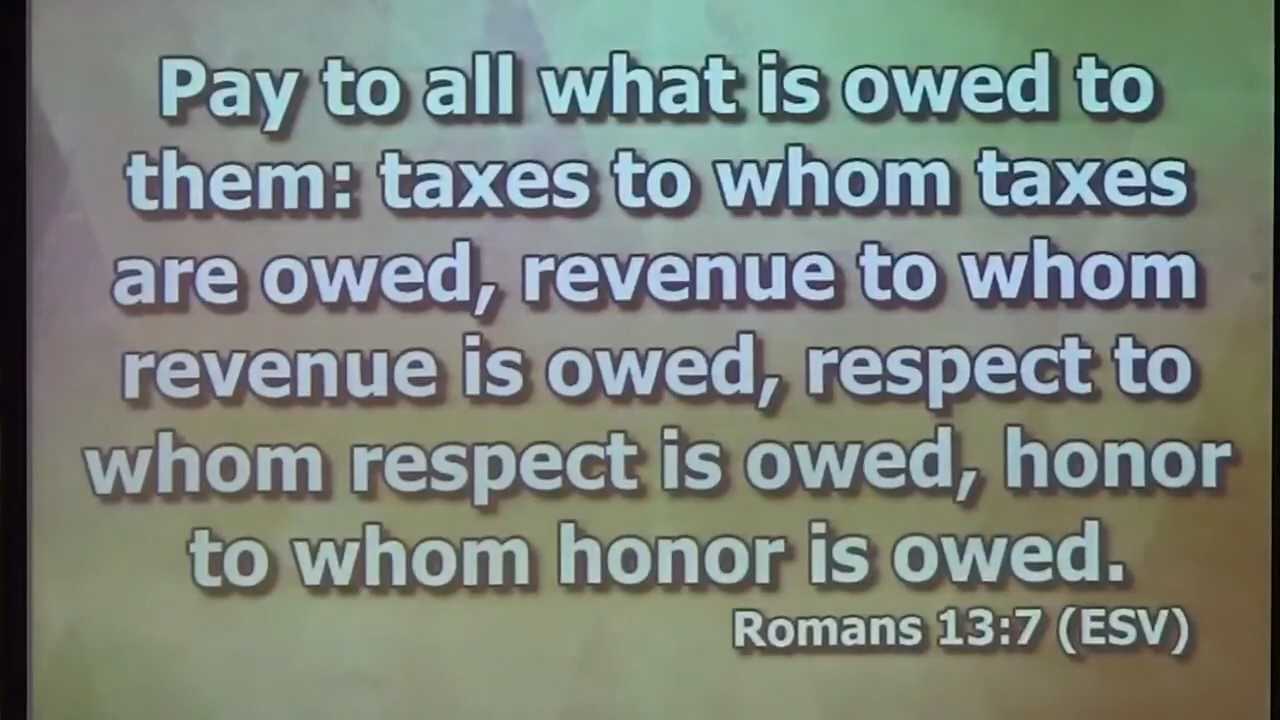 Pay to all what is owed to
them: taxes to whom taxes
are owed, revenue to whom
revenue is owed, respect to
whom respect is owed, honor
to whom honor is owed.
Romans 13:7 (ESV)